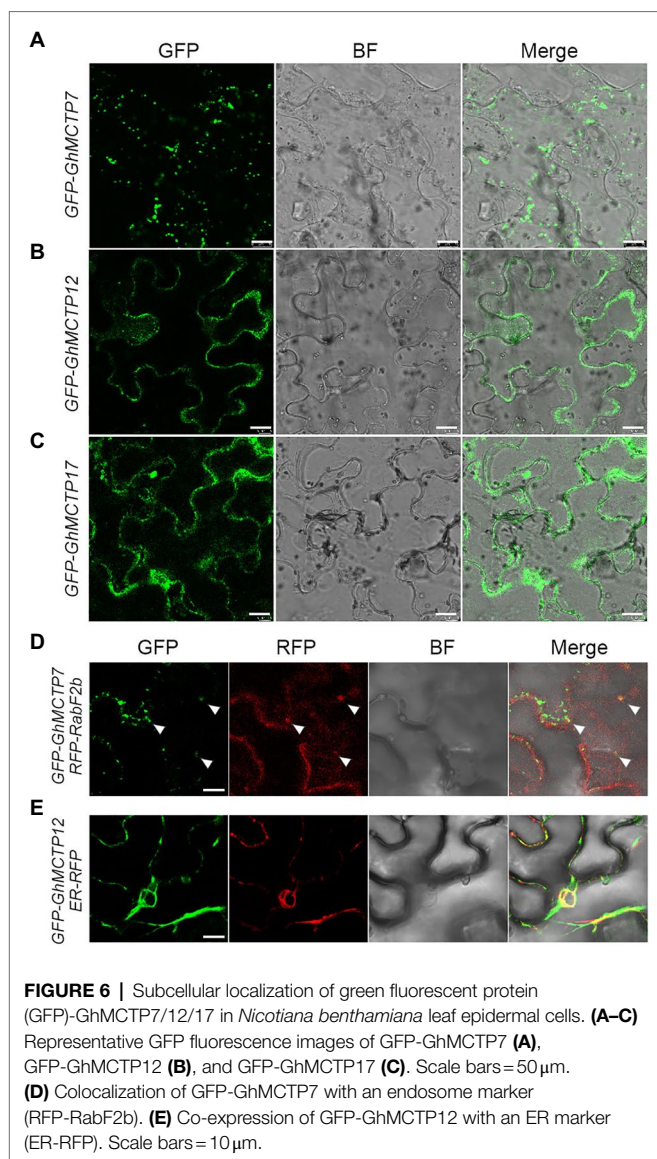 A
GFP BF Merge
GFP-GhMCTP7
B
GFP-GhMCTP12
C
GFP-GhMCTP17
D
GFP RFP BF Merge
GFP-GhMCTP7
RFP-RabF2b
E
GFP-GhMCTP12
ER-RFP
FIGURE 6 | Subcellular localization of green fluorescent protein
(GFP)-GhMCTP7/12/17 in Nicotiana benthamiana leaf epidermal cells. (A–C)
Representative GFP fluorescence images of GFP-GhMCTP7 (A),
GFP-GhMCTP12 (B), and GFP-GhMCTP17 (C). Scale bars=50 μm.
(D) Colocalization of GFP-GhMCTP7 with an endosome marker
(RFP-RabF2b). (E) Co-expression of GFP-GhMCTP12 with an ER marker
(ER-RFP). Scale bars=10 μm.